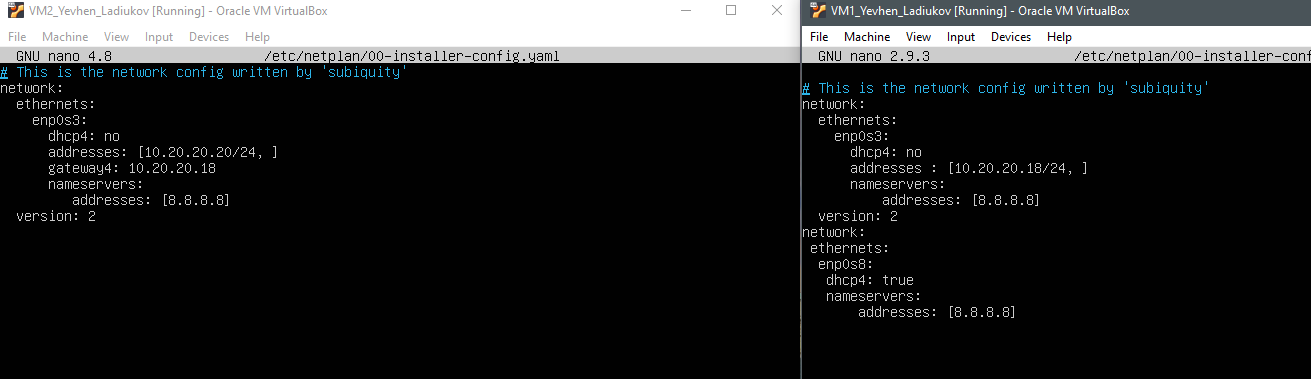 VM2_Yevhen_Ladiukov [Running] - Oracle VM VirtualBox
File Machine View Input Devices Help
GNU nano 4.8 /etc/netplan/00-installer-config.yaml
# This is the network config written by 'subiquity'
network:
  ethernets:
    enp0s3:
      dhcp4: no
      addresses: [10.20.20.20/24, ]
      gateway4: 10.20.20.18
      nameservers:
         addresses: [8.8.8.8]
  version: 2
VM1_Yevhen_Ladiukov [Running] - Oracle VM VirtualBox
File Machine View Input Devices Help
GNU nano 2.9.3 /etc/netplan/00-installer-conf
# This is the network config written by 'subiquity'
network:
  ethernets:
    enp0s3:
      dhcp4: no
      addresses : [10.20.20.18/24, ]
      nameservers:
          addresses: [8.8.8.8]
  version: 2
network:
 ethernets:
  enp0s8:
   dhcp4: true
   nameservers:
       addresses: [8.8.8.8]